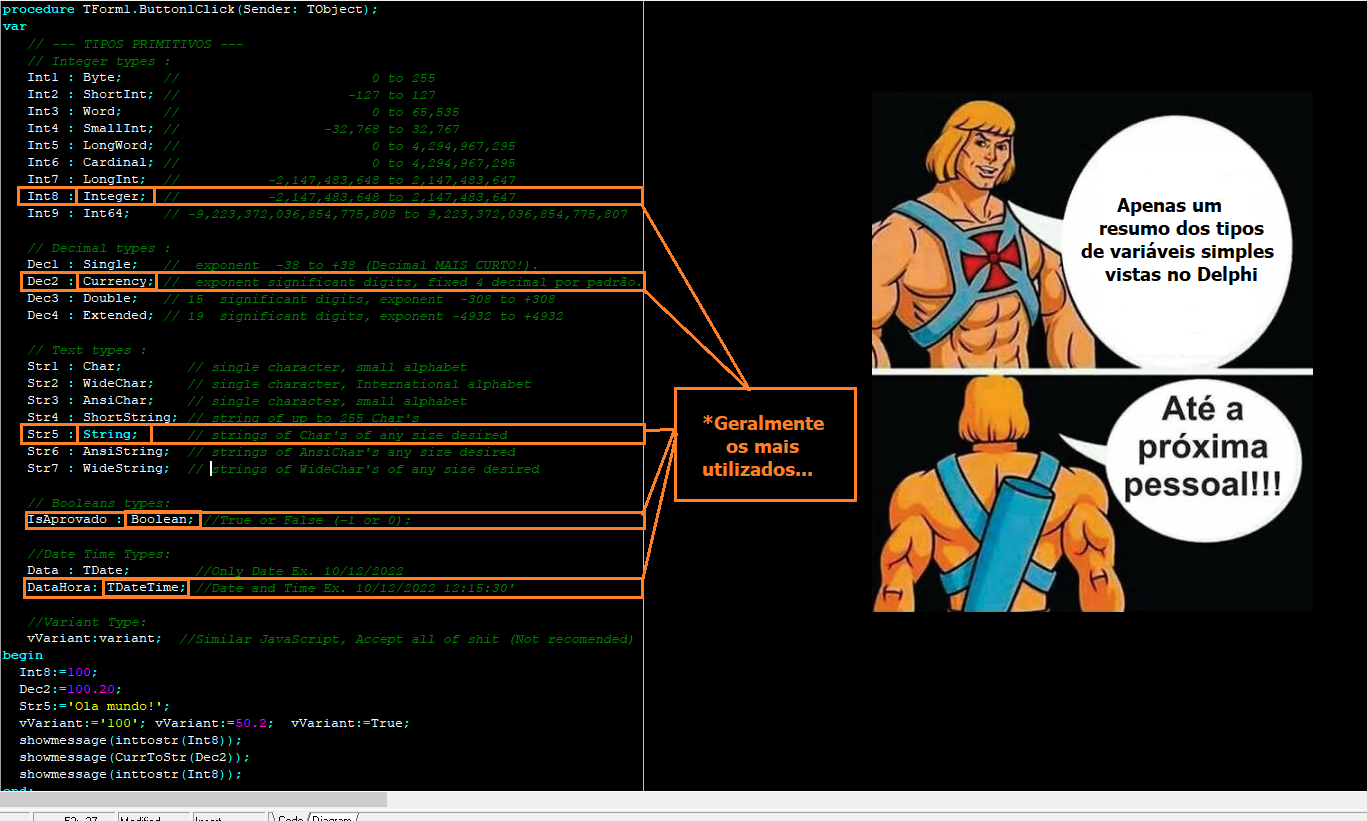 procedure TForm1.Button1Click(Sender: TObject);
var
// --- TIPOS PRIMITIVOS ---
// Integer types :
Int1 : Byte; // 0 to 255
Int2 : ShortInt; // -127 to 127
Int3 : Word; // 0 to 65,535
Int4 : SmallInt; // -32,768 to 32,767
Int5 : LongWord; // 0 to 4,294,967,295
Int6 : Cardinal; // 0 to 4,294,967,295
Int7 : LongInt; // -2,147,483,648 to 2,147,483,647
Int8 : Integer; // -2,147,483,648 to 2,147,483,647
Int9 : Int64; // -9,223,372,036,854,775,808 to 9,223,372,036,854,775,807
// Decimal types :
Dec1 : Single; // exponent -38 to +38 (Decimal MAIS CURTO!).
Dec2 : Currency; // exponent significant digits, fixed 4 decimal por padrão.
Dec3 : Double; // 15 significant digits, exponent -308 to +308
Dec4 : Extended; // 19 significant digits, exponent -4932 to +4932
// Text types :
Str1 : Char; // single character, small alphabet
Str2 : WideChar; // single character, International alphabet
Str3 : AnsiChar; // single character, small alphabet
Str4 : ShortString; // string of up to 255 Char's
Str5 : String; // strings of Char's of any size desired
Str6 : AnsiString; // strings of AnsiChar's any size desired
Str7 : WideString; // strings of WideChar's of any size desired
// Booleans types:
IsAprovado : Boolean; //True or False (-1 or 0);
//Date Time Types:
Data : TDate; //Only Date Ex. 10/12/2022
DataHora: TDateTime; //Date and Time Ex. 10/12/2022 12:15:30'
//Variant Type:
vVariant:variant; //Similar JavaScript, Accept all of shit (Not recomended)
begin
Int8:=100;
Dec2:=100.20;
Str5:='Ola mundo!';
vVariant:='100'; vVariant:=50.2; vVariant:=True;
showmessage(inttostr(Int8));
showmessage(CurrToStr(Dec2));
showmessage(inttostr(Int8));
end;
*Geralmente
os mais
utilizados...
Apenas um
resumo dos tipos
de variáveis simples
vistas no Delphi
Até a
próxima
pessoal!!!
52: 27 Modified Insert Code Diagram